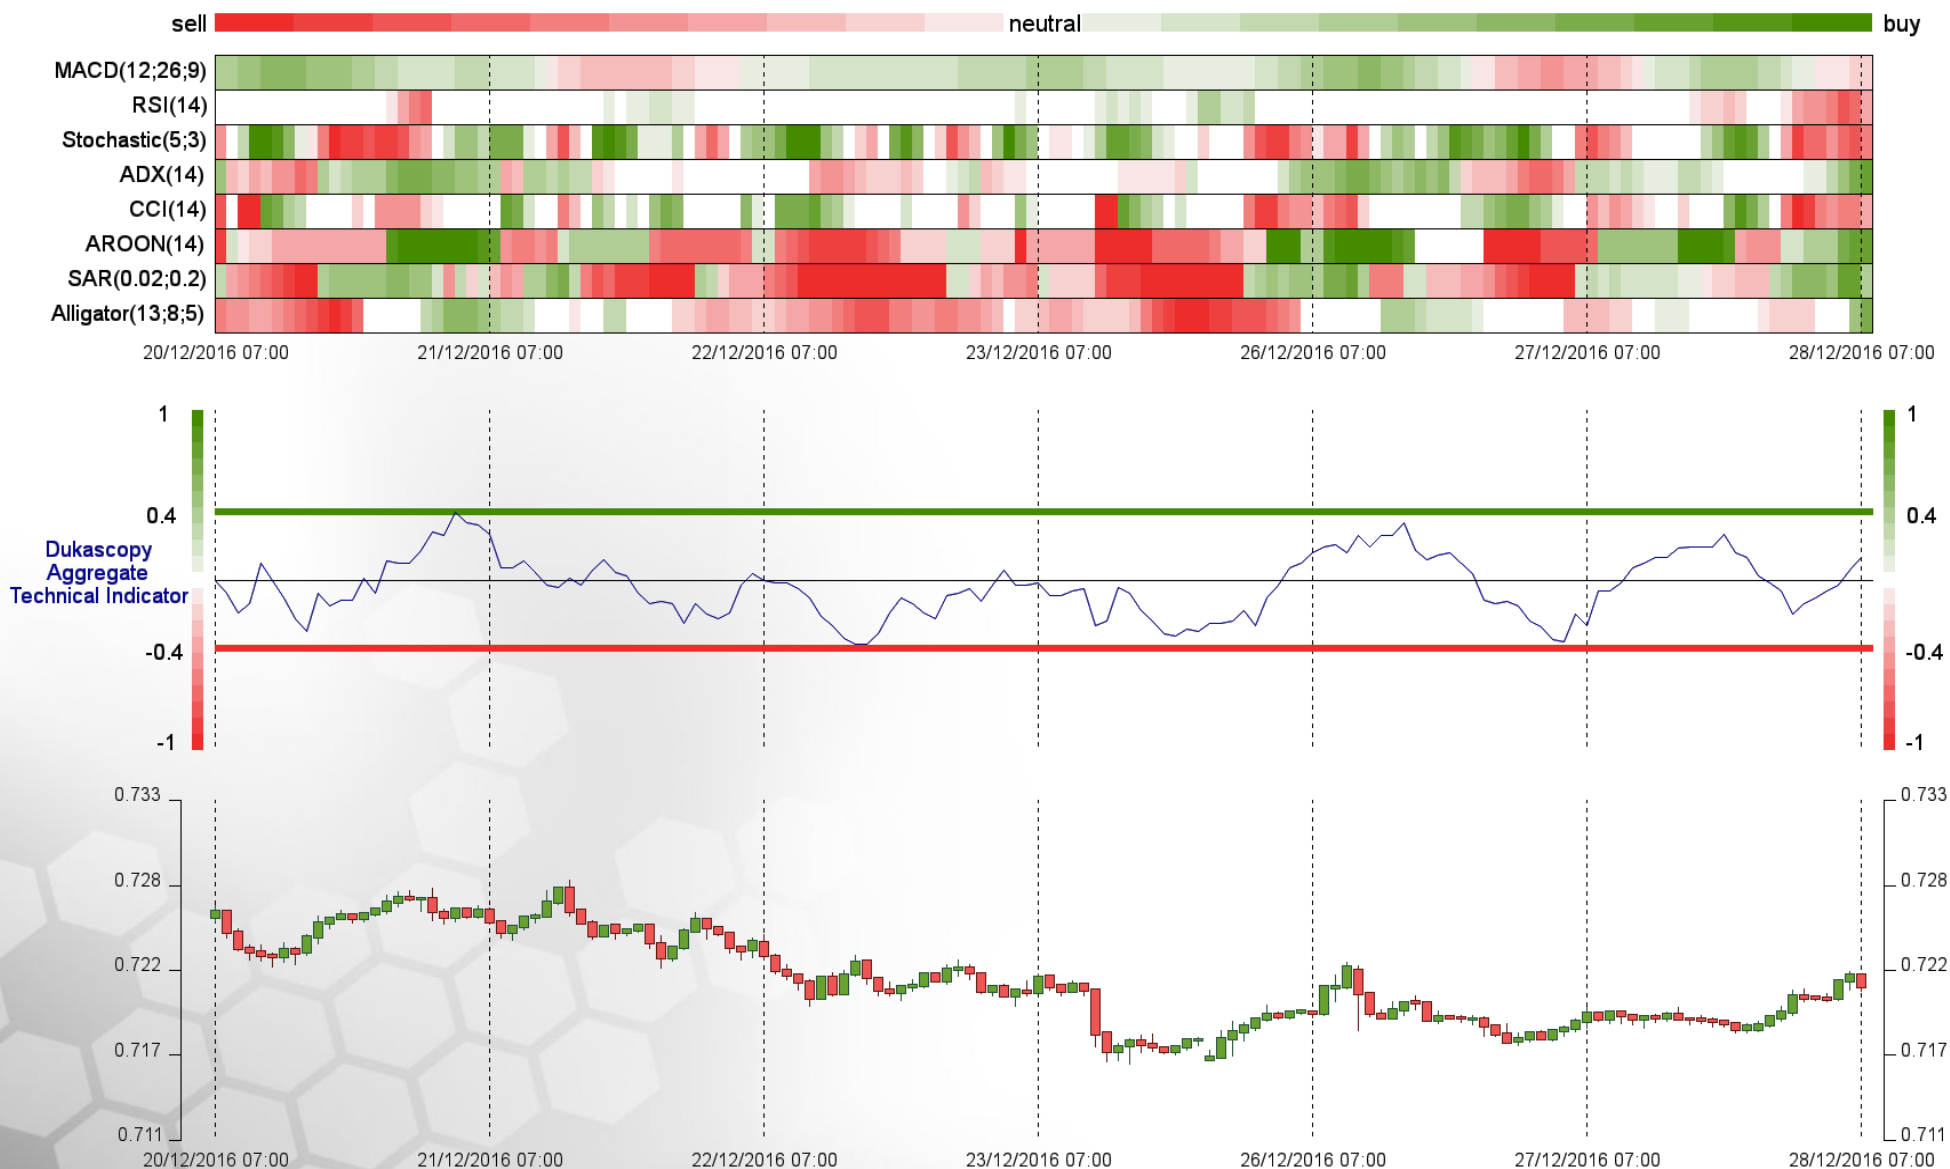 sell neutral buy
MACD(12;26;9)
RSI(14)
Stochastic(5;3)
ADX(14)
CCI(14)
AROON(14)
SAR(0.02;0.2)
Alligator(13;8;5)
20/12/2016 07:00 21/12/2016 07:00 22/12/2016 07:00 23/12/2016 07:00 26/12/2016 07:00 27/12/2016 07:00 28/12/2016 07:00
1 1
0.4 0.4
Dukascopy
Aggregate
Technical Indicator
-0.4 -0.4
-1 -1
0.733 0.733
0.728 0.728
0.722 0.722
0.717 0.717
0.711 0.711
20/12/2016 07:00 21/12/2016 07:00 22/12/2016 07:00 23/12/2016 07:00 26/12/2016 07:00 27/12/2016 07:00 28/12/2016 07:00